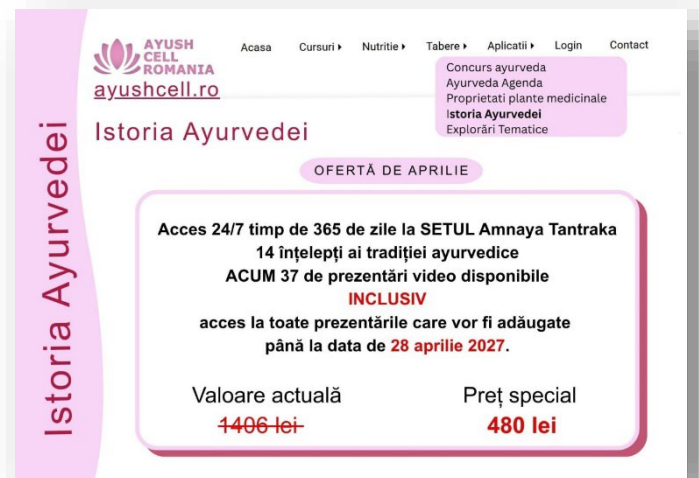 AYUSH
CELL
ROMANIA
ayushcell.ro
Acasa Cursuri Nutritie Tabere Aplicatii Login Contact
Concurs ayurveda
Ayurveda Agenda
Proprietati plante medicinale
Istoria Ayurvedei
Explorări Tematice
Istoria Ayurvedei
Istoria Ayurvedei
OFERTĂ DE APRILIE
Acces 24/7 timp de 365 de zile la SETUL Amnaya Tantraka
14 înțelepți ai tradiției ayurvedice
ACUM 37 de prezentări video disponibile
INCLUSIV
acces la toate prezentările care vor fi adăugate
până la data de 28 aprilie 2027.
Valoare actuală Preț special
1406 lei 480 lei